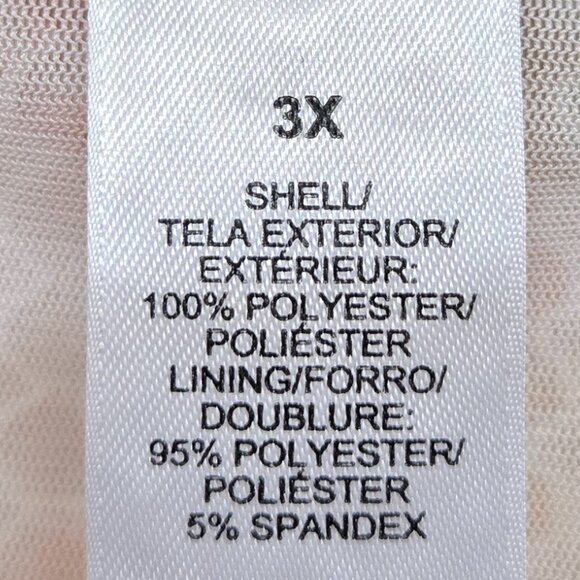 3X
SHELL/
TELA EXTERIOR/
EXTÉRIEUR:
100% POLYESTER/
POLIÉSTER
LINING/FORRO/
DOUBLURE:
95% POLYESTER/
POLIÉSTER
5% SPANDEX